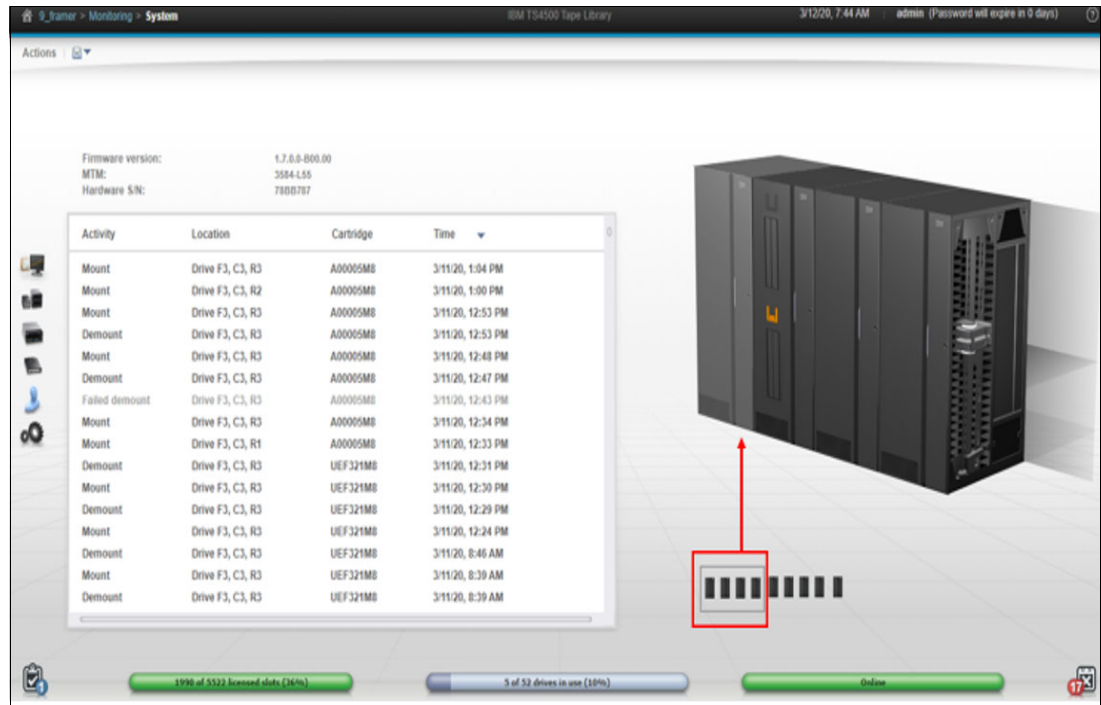 9_framer > Monitoring > System
IBM TS4500 Tape Library
3/12/20, 7:44 AM
admin (Password will expire in 0 days)
?
Actions
Firmware version: 1.7.0.0-B00.00
MTM: 3584-L55
Hardware S/N: 78BB787
Activity Location Cartridge Time
Mount Drive F3, C3, R3 A00005M8 3/11/20, 1:04 PM
Mount Drive F3, C3, R2 A00005M8 3/11/20, 1:00 PM
Mount Drive F3, C3, R3 A00005M8 3/11/20, 12:53 PM
Demount Drive F3, C3, R3 A00005M8 3/11/20, 12:53 PM
Mount Drive F3, C3, R3 A00005M8 3/11/20, 12:48 PM
Demount Drive F3, C3, R3 A00005M8 3/11/20, 12:47 PM
Failed demount Drive F3, C3, R3 A00005M8 3/11/20, 12:43 PM
Mount Drive F3, C3, R3 A00005M8 3/11/20, 12:34 PM
Mount Drive F3, C3, R1 A00005M8 3/11/20, 12:33 PM
Demount Drive F3, C3, R3 UEF321M8 3/11/20, 12:31 PM
Mount Drive F3, C3, R3 UEF321M8 3/11/20, 12:30 PM
Demount Drive F3, C3, R3 UEF321M8 3/11/20, 12:29 PM
Mount Drive F3, C3, R3 UEF321M8 3/11/20, 12:24 PM
Demount Drive F3, C3, R3 UEF321M8 3/11/20, 8:46 AM
Mount Drive F3, C3, R3 UEF321M8 3/11/20, 8:39 AM
Demount Drive F3, C3, R3 UEF321M8 3/11/20, 8:39 AM
1
1990 of 5522 licensed slots (36%)
5 of 52 drives in use (10%)
Online
17